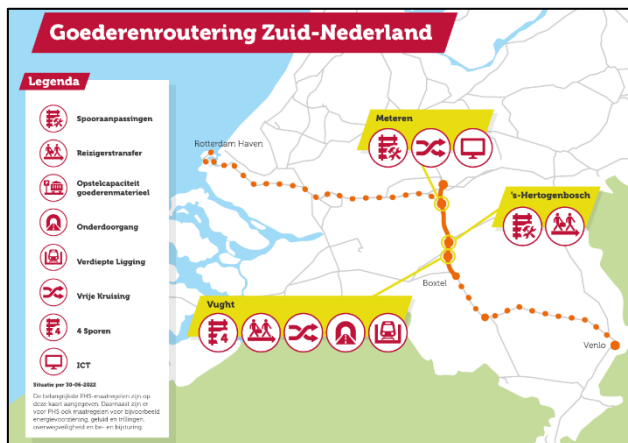 Goederenroutering Zuid-Nederland
Legenda
Spooraanpassingen
Reizigerstransfer
Opstelcapaciteit
goederenmaterieel
Onderdoorgang
Verdiepte Ligging
Vrije Kruising
4
4 Sporen
ICT
Situatie per 30-06-2022
De belangrijkste PHS-maatregelen zijn op
deze kaart aangegeven. Daarnaast zijn er
voor PHS ook maatregelen voor bijvoorbeeld
energievoorziening, geluid en trillingen,
overwegveiligheid en be- en bijsturing.
Rotterdam Haven
Meteren
's-Hertogenbosch
Boxtel
Vught
4
Venlo